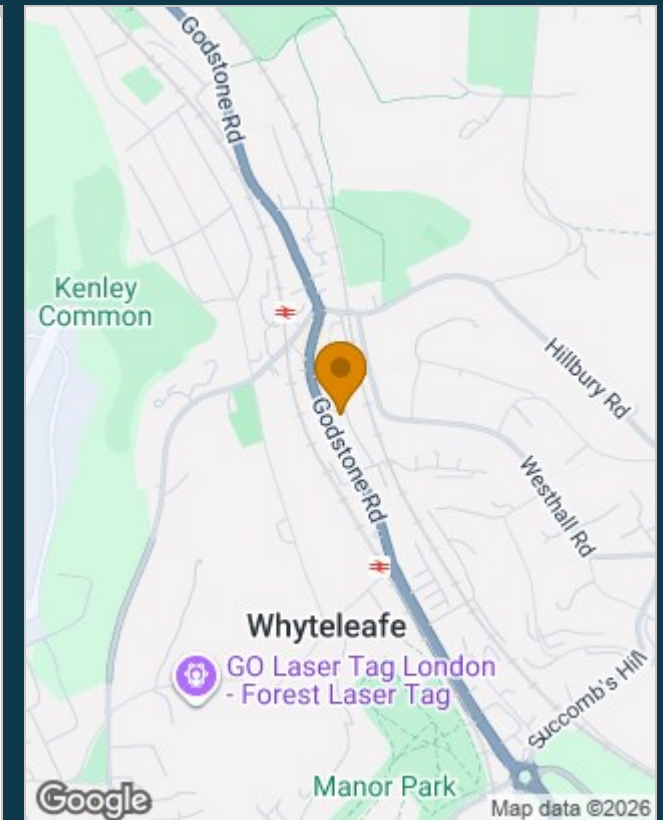 Godstone Rd
Kenley
Common
Hillbury Rd
Godstone Rd
Westhall Rd
Whyteleafe
GO Laser Tag London
- Forest Laser Tag
Succomb's Hill
Manor Park
Google
Map data ©2026